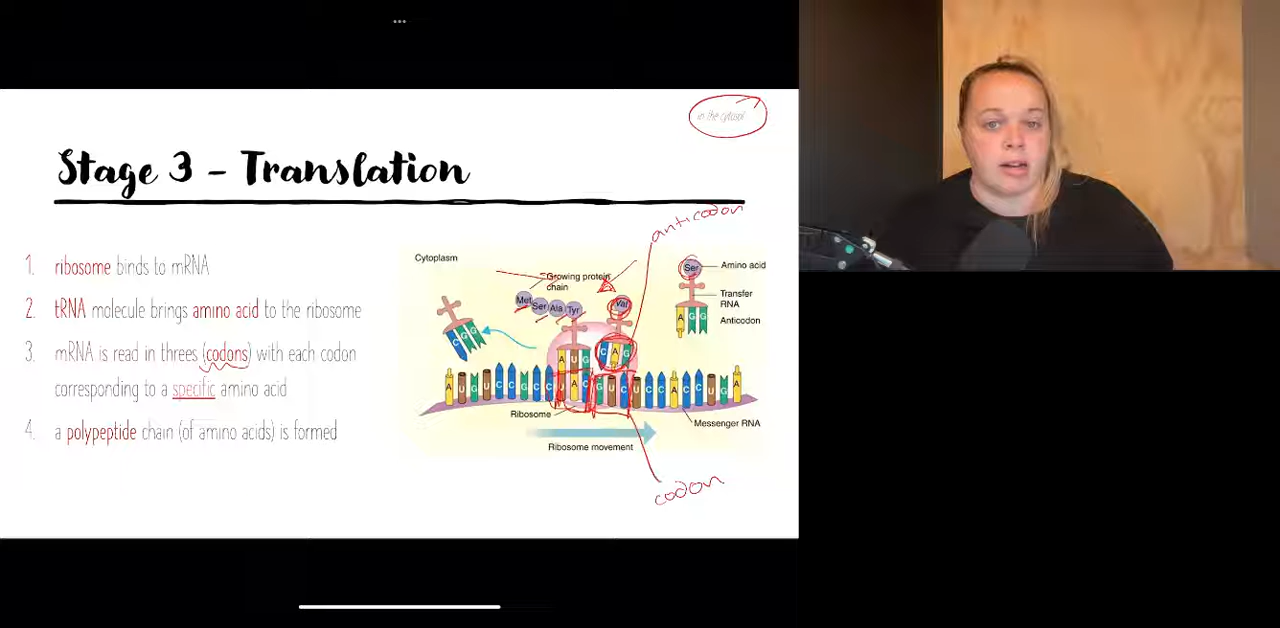 in the cytosol
Stage 3 - Translation
anticodon
1. ribosome binds to mRNA
2. tRNA molecule brings amino acid to the ribosome
3. mRNA is read in threes (codons) with each codon
corresponding to a specific amino acid
4. a polypeptide chain (of amino acids) is formed
Cytoplasm
Growing protein
chain
Met Ser Ala Tyr
Val
Ser
Amino acid
Transfer
RNA
Anticodon
A G G
C G G
A U G
C A G
A U G U C C G C C U A C G U C U C C A C C U G A
Ribosome
Messenger RNA
Ribosome movement
codon